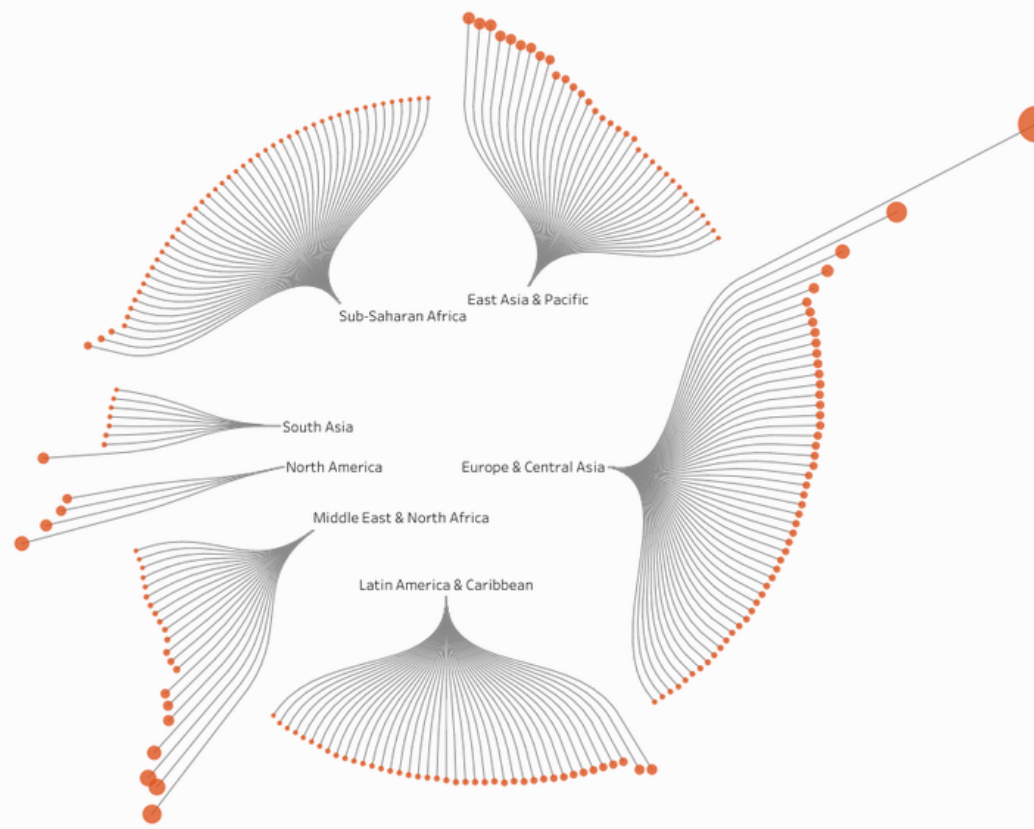 East Asia & Pacific
Sub-Saharan Africa
South Asia
North America
Europe & Central Asia
Middle East & North Africa
Latin America & Caribbean